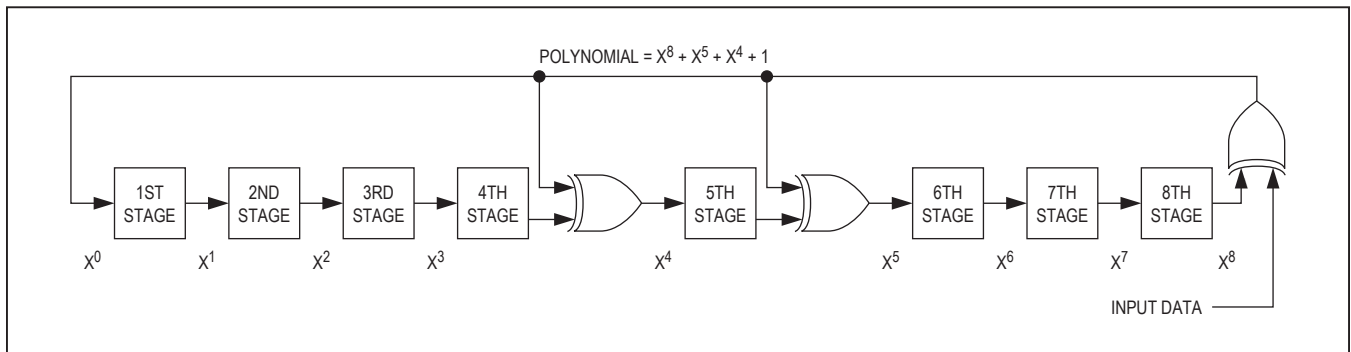 POLYNOMIAL = X⁸ + X⁵ + X⁴ + 1
1ST
STAGE
2ND
STAGE
3RD
STAGE
4TH
STAGE
5TH
STAGE
6TH
STAGE
7TH
STAGE
8TH
STAGE
X⁰
X¹
X²
X³
X⁴
X⁵
X⁶
X⁷
X⁸
INPUT DATA